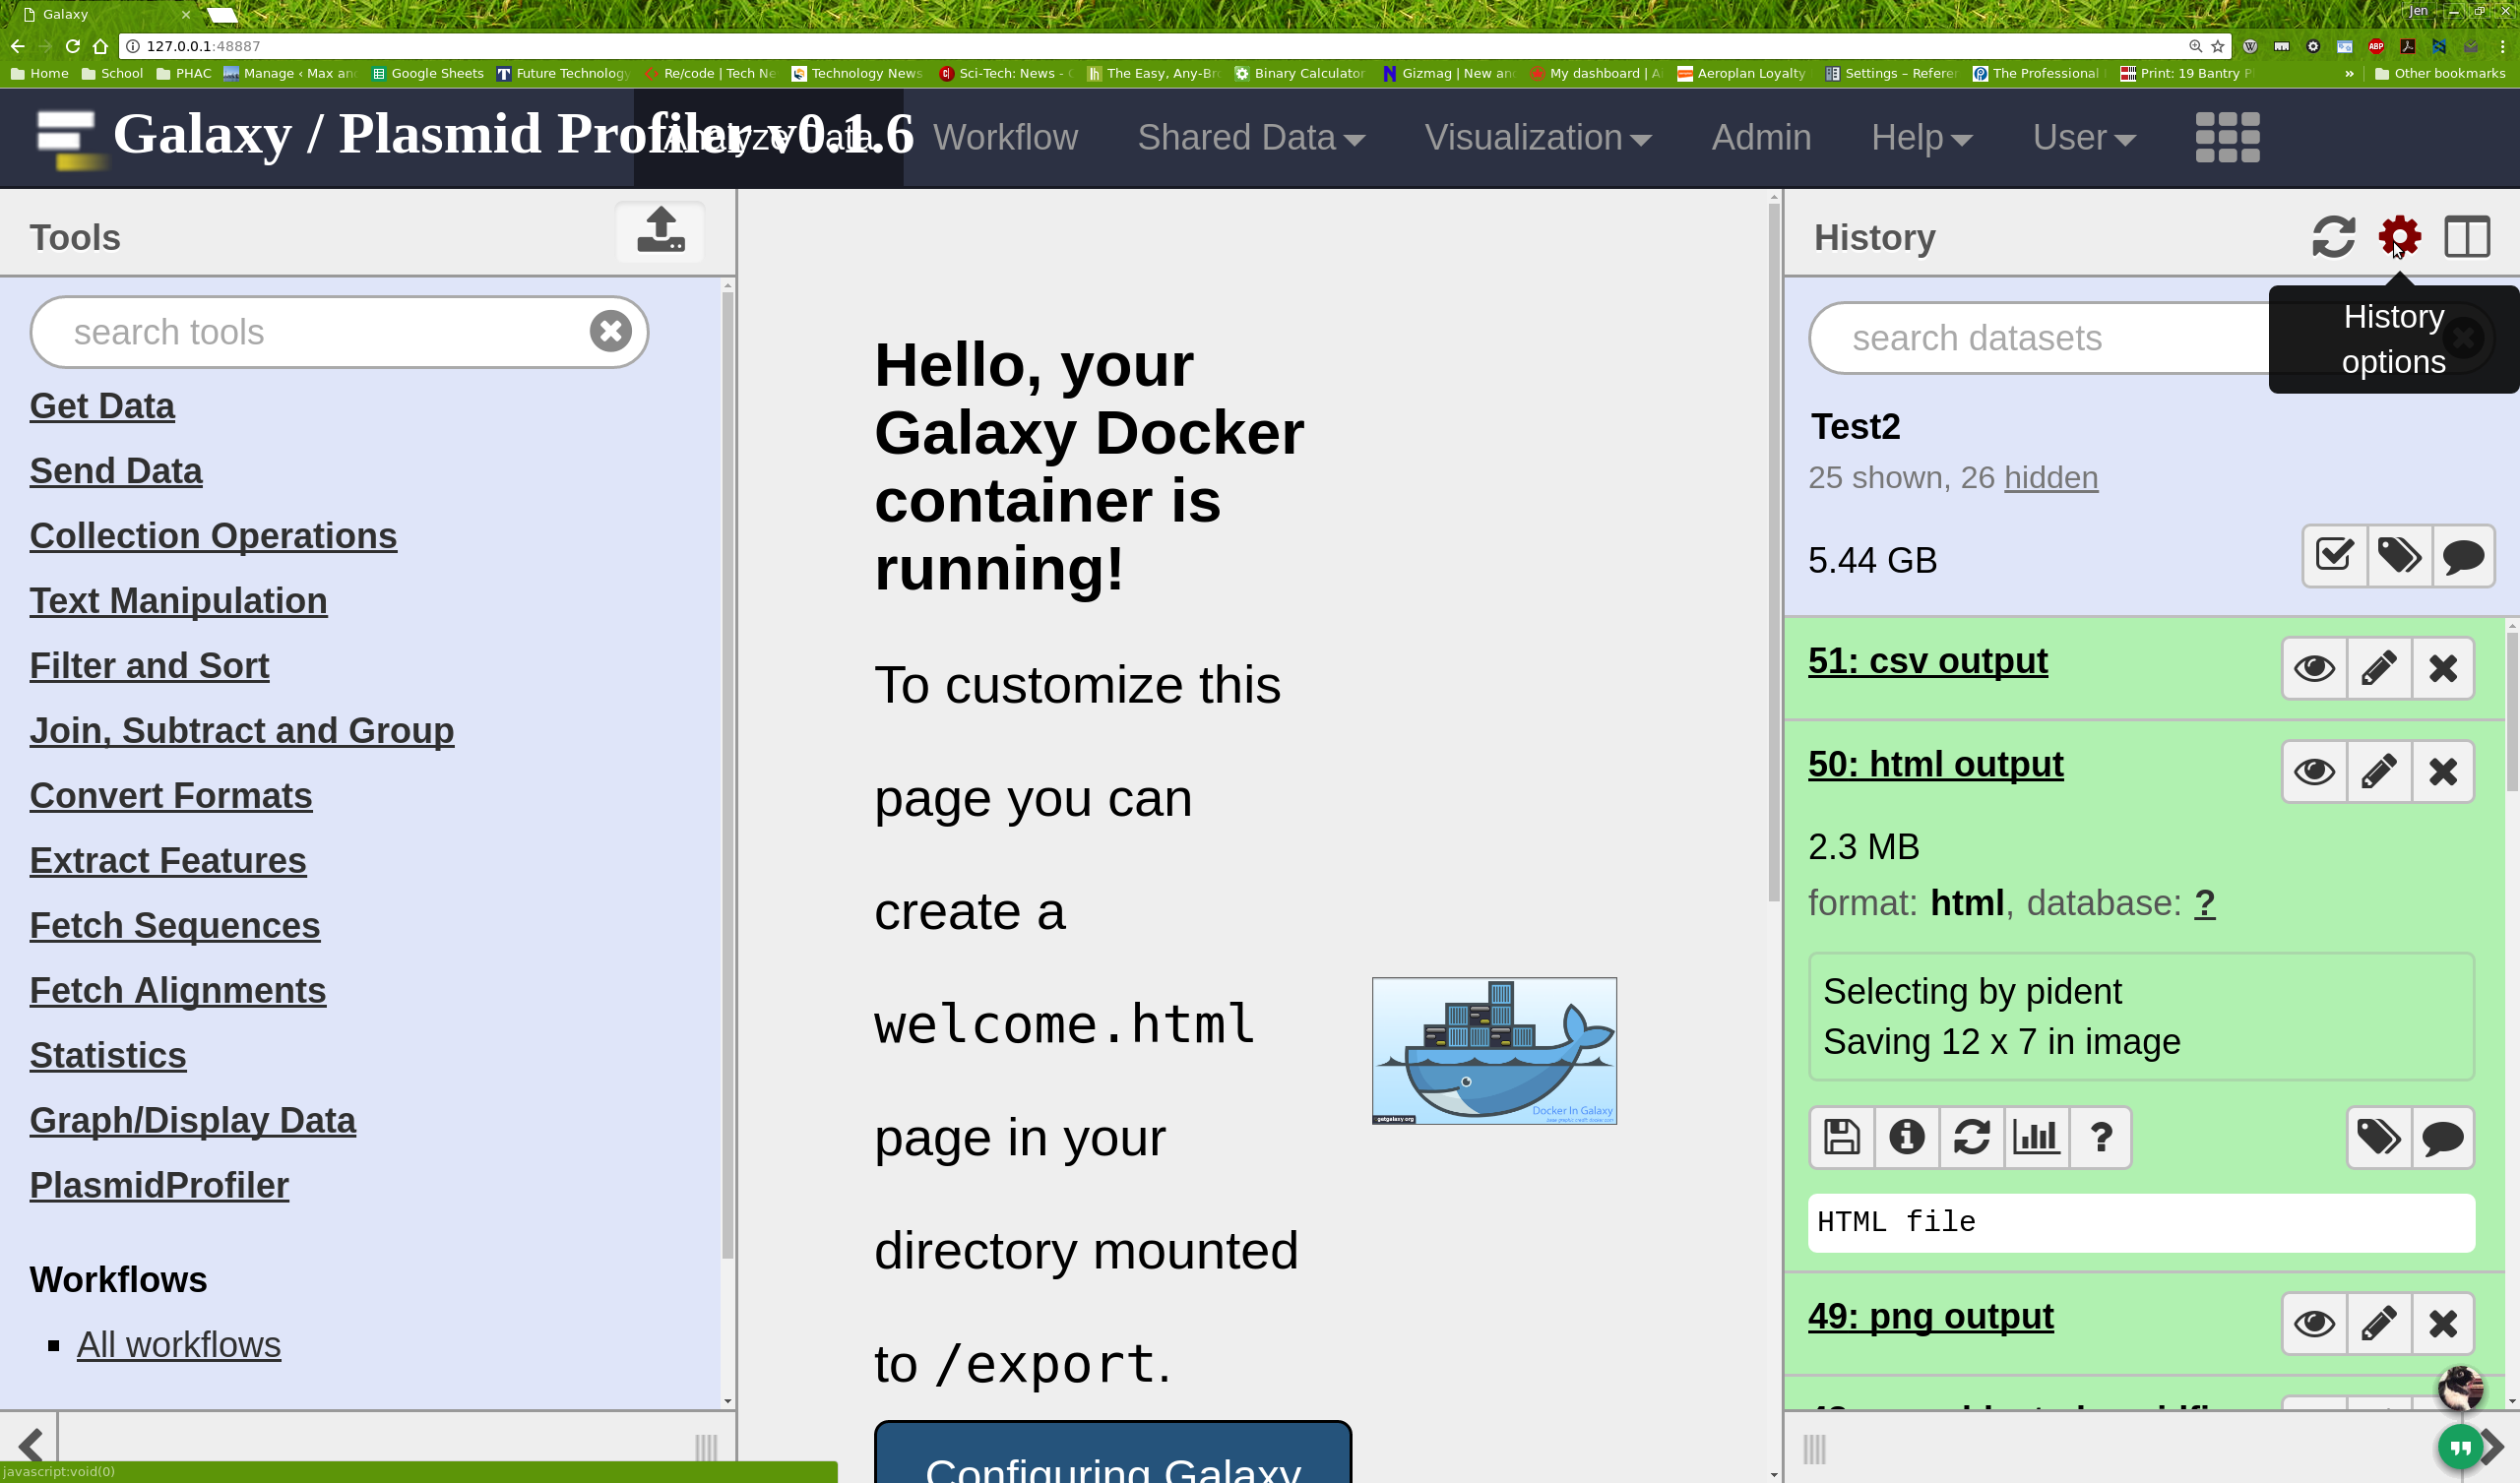 Galaxy
Jen
127.0.0.1:48887
Home School PHAC Manage ‹ Max an Google Sheets Future Technology Re/code | Tech Ne Technology News Sci-Tech: News - The Easy, Any-Br Binary Calculator Gizmag | New an My dashboard | A Aeroplan Loyalty Settings – Refere The Professional Print: 19 Bantry P » Other bookmarks
Galaxy / Plasmid Profiler v0.1.6
Analyze Data Workflow Shared Data Visualization Admin Help User
Tools
search tools
Get Data
Send Data
Collection Operations
Text Manipulation
Filter and Sort
Join, Subtract and Group
Convert Formats
Extract Features
Fetch Sequences
Fetch Alignments
Statistics
Graph/Display Data
PlasmidProfiler
Workflows
All workflows
javascript:void(0)
Hello, your
Galaxy Docker
container is
running!
To customize this
page you can
create a
welcome.html
page in your
directory mounted
to /export.
Configuring Galaxy
Docker In Galaxy
getgalaxy.org
History
History
options
search datasets
Test2
25 shown, 26 hidden
5.44 GB
51: csv output
50: html output
2.3 MB
format: html, database: ?
Selecting by pident
Saving 12 x 7 in image
?
HTML file
49: png output